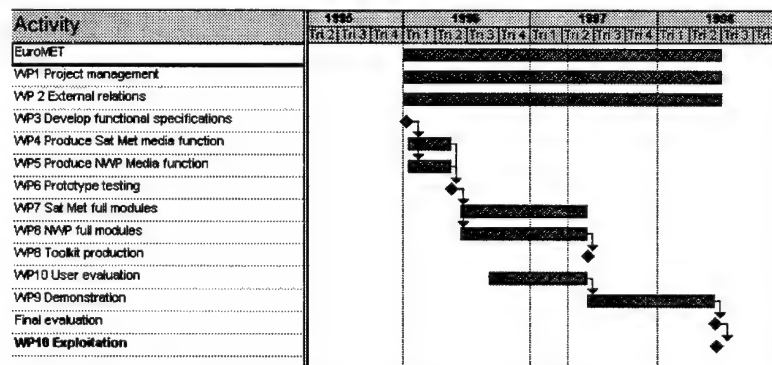 Activity
1995 1996 1997 1998
Tri 2 Tri 3 Tri 4 Tri 1 Tri 2 Tri 3 Tri 4 Tri 1 Tri 2 Tri 3 Tri 4 Tri 1 Tri 2 Tri 3
EuroMET
WP1 Project management
WP 2 External relations
WP3 Develop functional specifications
WP4 Produce Sat Met media function
WP5 Produce NWP Media function
WP6 Prototype testing
WP7 Sat Met full modules
WP8 NWP full modules
WP8 Toolkit production
WP10 User evaluation
WP9 Demonstration
Final evaluation
WP10 Exploitation